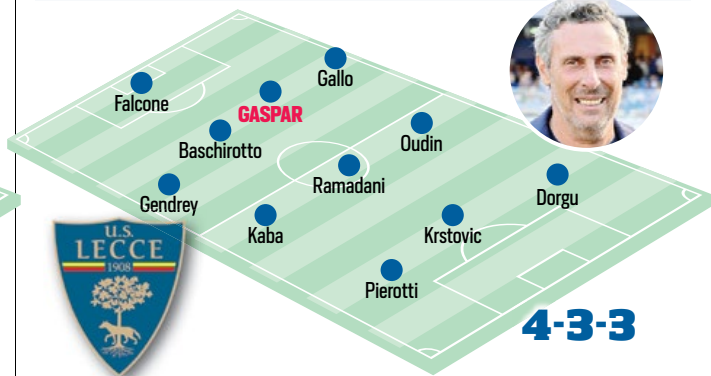 Gallo
Falcone
GASPAR
Oudin
Baschirotto
Ramadani
Dorgu
Gendrey
Kaba
Krstovic
Pierotti
U.S.
LECCE
1908
4-3-3